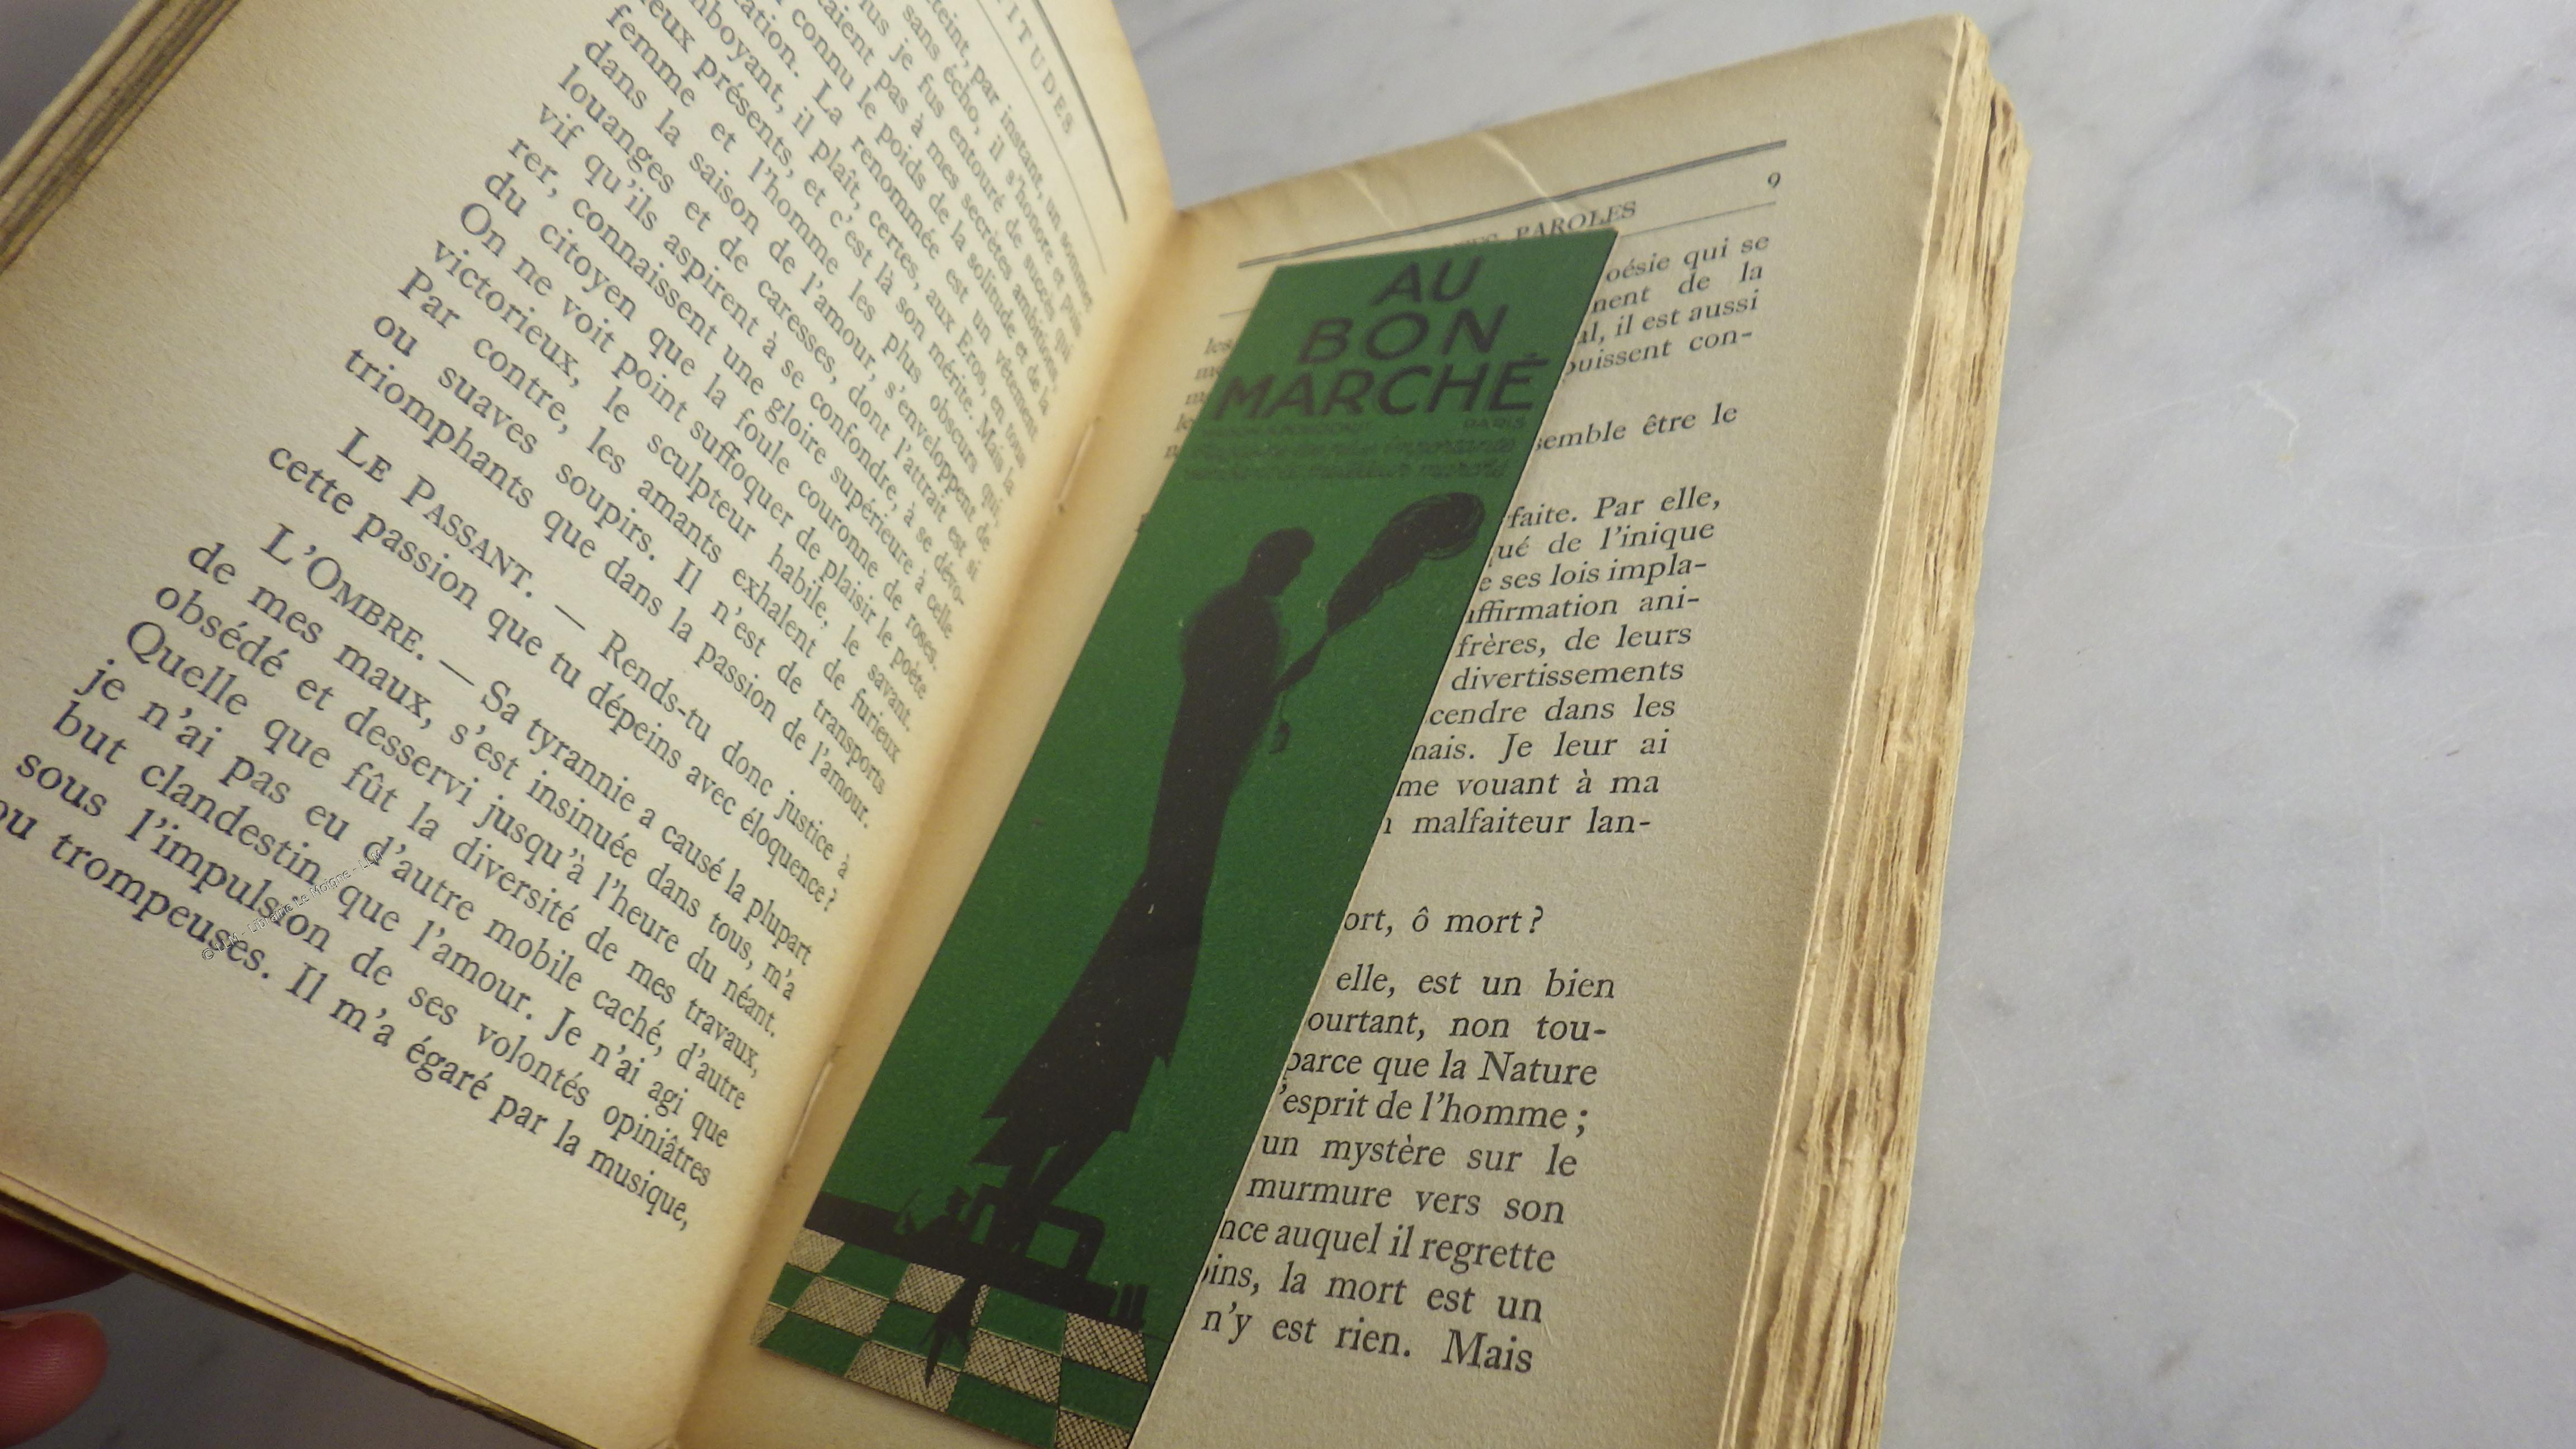 ITUDES
teint, par instant, un sommet
sans écho, il s'honore et puis
us je fus entouré de succès qui
aient pas à mes secrètes ambitions,
connu le poids de la solitude et de la
tation. La renommée est un vêtement
mboyant, il plaît, certes, aux Eros, en tous
ieux présents, et c'est là son mérite. Mais la
femme et l'homme les plus obscurs qui,
dans la saison de l'amour, s'enveloppent de
louanges et de caresses, dont l'attrait est si
vif qu'ils aspirent à se confondre, à se dévo-
rer, connaissent une gloire supérieure à celle
du citoyen que la foule couronne de roses.
On ne voit point suffoquer de plaisir le poète
victorieux, le sculpteur habile, le savant.
Par contre, les amants exhalent de furieux
ou suaves soupirs. Il n'est de transports
triomphants que dans la passion de l'amour.
LE PASSANT. — Rends-tu donc justice à
cette passion que tu dépeins avec éloquence?
L'OMBRE. — Sa tyrannie a causé la plupart
de mes maux, s'est insinuée dans tous, m'a
obsédé et desservi jusqu'à l'heure du néant.
Quelle que fût la diversité de mes travaux,
je n'ai pas eu d'autre mobile caché, d'autre
but clandestin que l'amour. Je n'ai agi que
sous l'impulsion de ses volontés opiniâtres
ou trompeuses. Il m'a égaré par la musique,
Librairie Le Moigne
PAROLES 9
AU
BON
MARCHÉ
PARIS
les
oésie qui se
nent de la
al, il est aussi
puissent con-
semble être le
faite. Par elle,
ué de l'inique
e ses lois impla-
affirmation ani-
frères, de leurs
divertissements
cendre dans les
mais. Je leur ai
me vouant à ma
malfaiteur lan-
ort, ô mort?
elle, est un bien
ourtant, non tou-
parce que la Nature
l'esprit de l'homme ;
un mystère sur le
murmure vers son
nce auquel il regrette
ins, la mort est un
n'y est rien. Mais